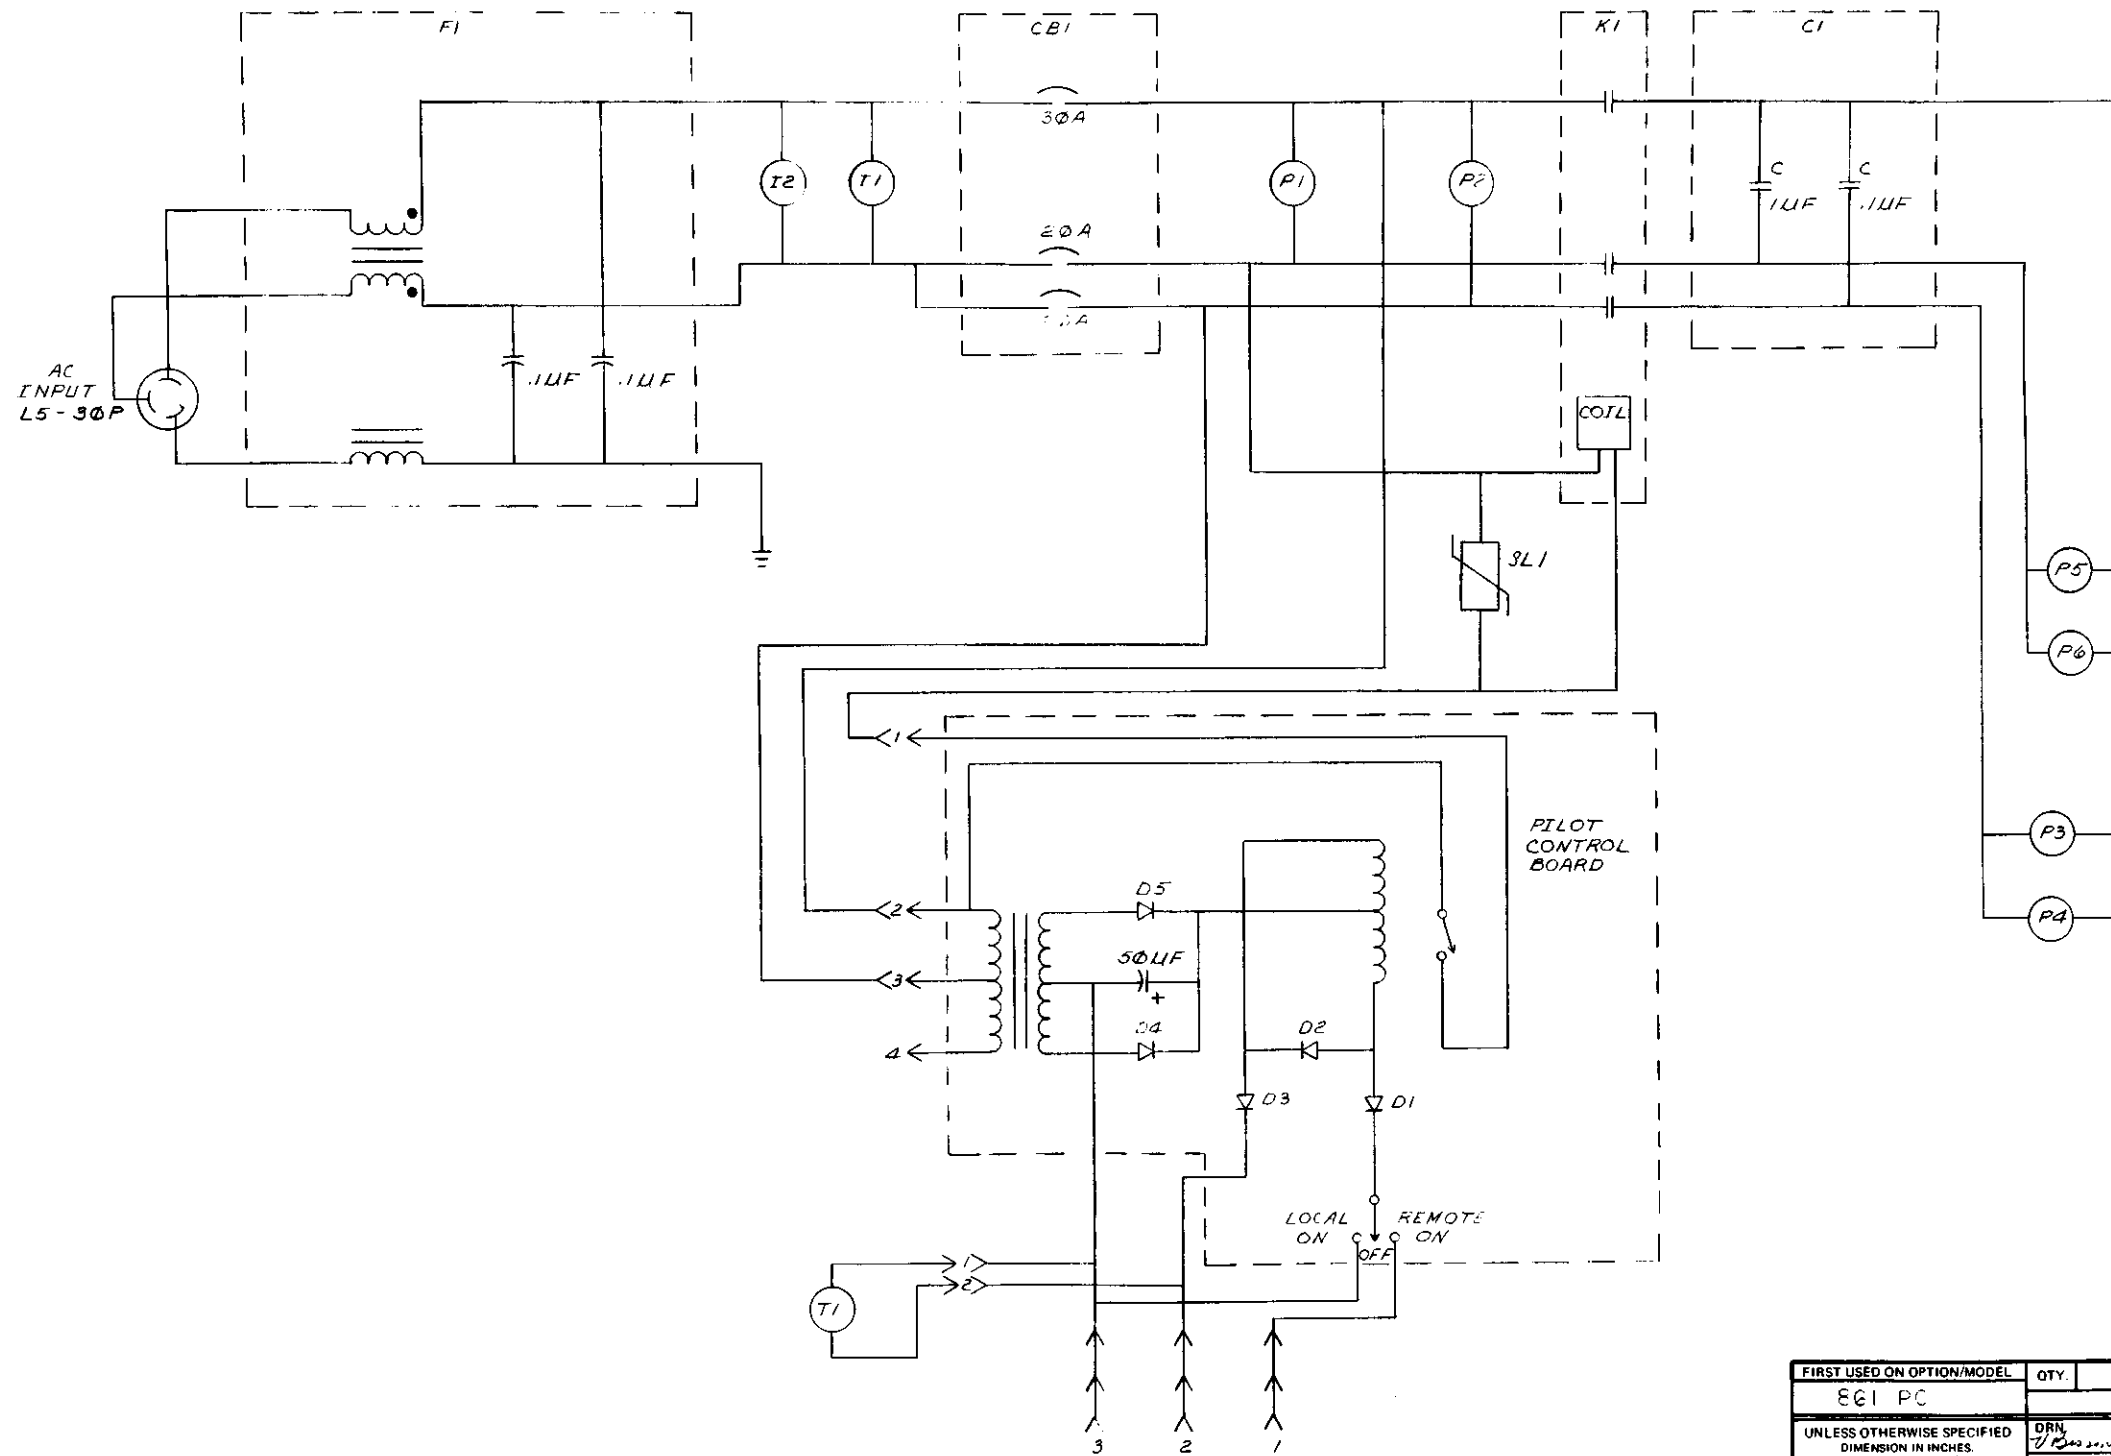 F1
CB1
K1
C1
30A
I2
I1
P1
P2
C
.1UF
C
.1UF
20A
AC
INPUT
L5-30P
.1UF
.1UF
COIL
SL1
P5
P6
1
PILOT
CONTROL
BOARD
P3
P4
D5
2
50UF
+
3
D4
4
D2
D3
D1
LOCAL
ON
REMOTE
ON
OFF
1
2
T1
3
2
1
FIRST USED ON OPTION/MODEL
QTY.
861 PC
UNLESS OTHERWISE SPECIFIED
DIMENSION IN INCHES.
DRN.